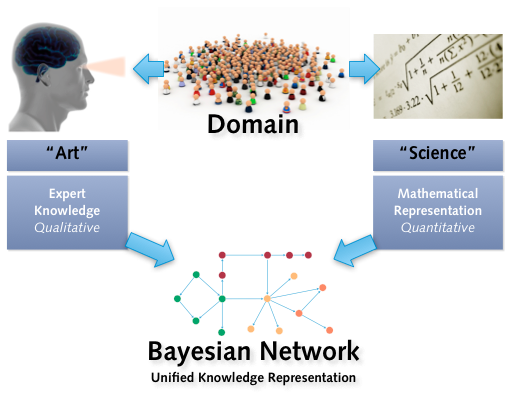 Domain
“Art”
“Science”
Expert
Knowledge
Qualitative
Mathematical
Representation
Quantitative
Bayesian Network
Unified Knowledge Representation